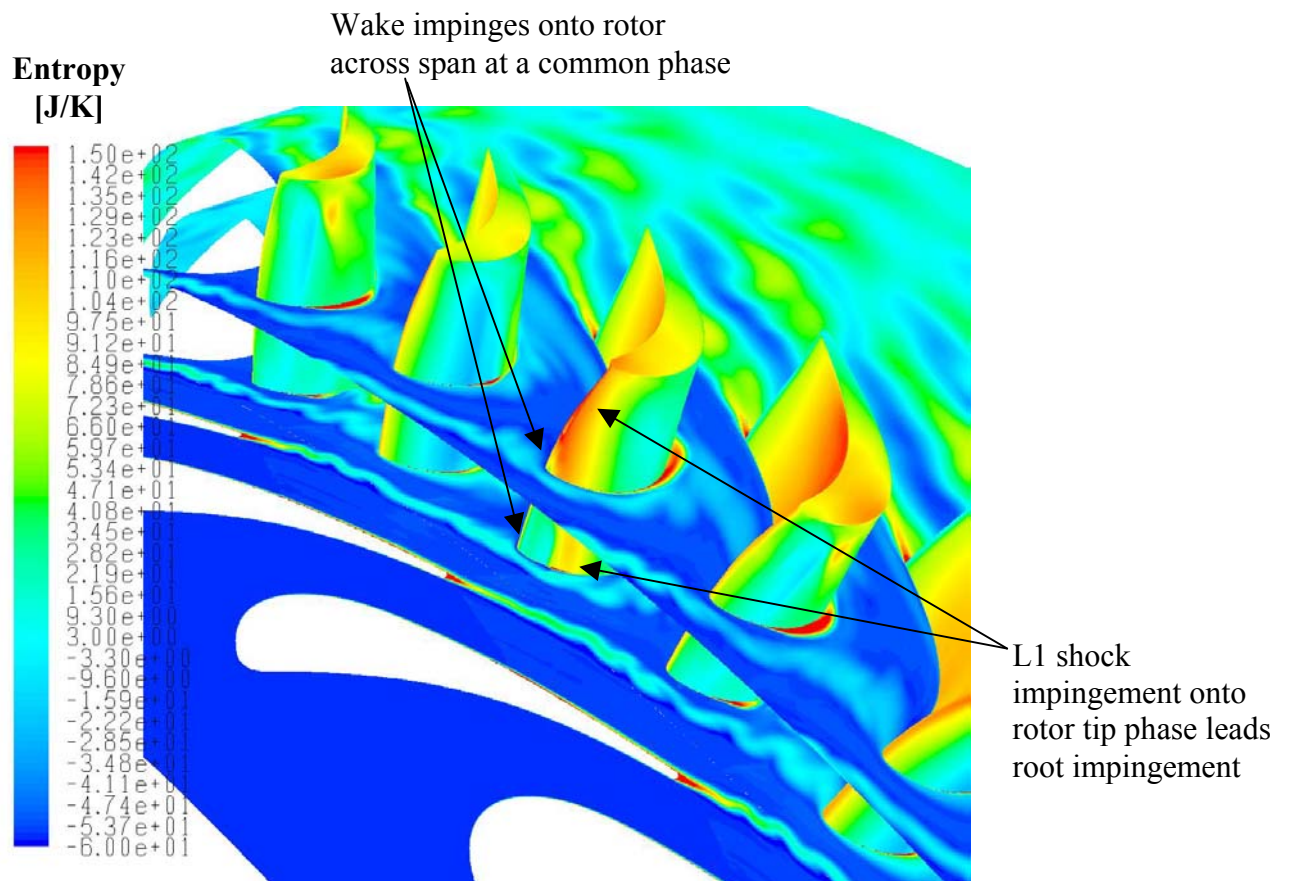 Wake impinges onto rotor
across span at a common phase
Entropy
[J/K]
1.50e+02
1.42e+02
1.35e+02
1.29e+02
1.23e+02
1.16e+02
1.10e+02
1.04e+02
9.75e+01
9.12e+01
8.49e+01
7.86e+01
7.23e+01
6.60e+01
5.97e+01
5.34e+01
4.71e+01
4.08e+01
3.45e+01
2.82e+01
2.19e+01
1.56e+01
9.30e+00
3.00e+00
-3.30e+00
-9.60e+00
-1.59e+01
-2.22e+01
-2.85e+01
-3.48e+01
-4.11e+01
-4.74e+01
-5.37e+01
-6.00e+01
L1 shock
impingement onto
rotor tip phase leads
root impingement